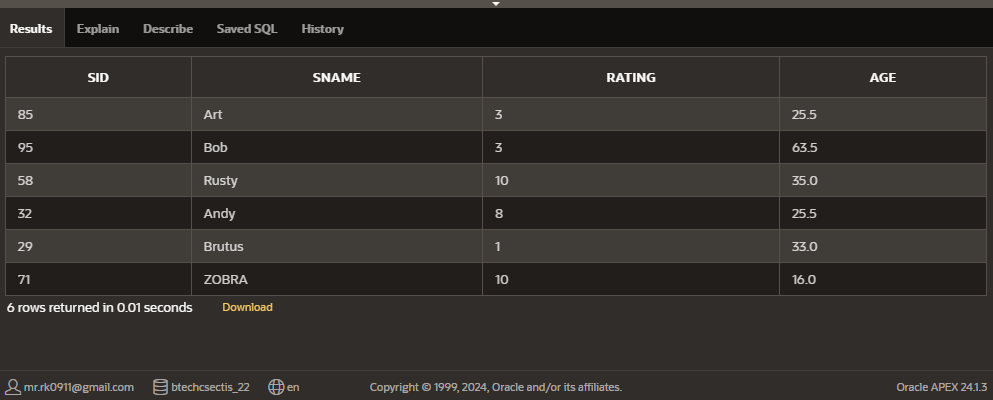 Results Explain Describe Saved SQL History
SID SNAME RATING AGE
85 Art 3 25.5
95 Bob 3 63.5
58 Rusty 10 35.0
32 Andy 8 25.5
29 Brutus 1 33.0
71 ZOBRA 10 16.0
6 rows returned in 0.01 seconds Download
mr.rk0911@gmail.com btechcsectis_22 en Copyright © 1999, 2024, Oracle and/or its affiliates. Oracle APEX 24.1.3